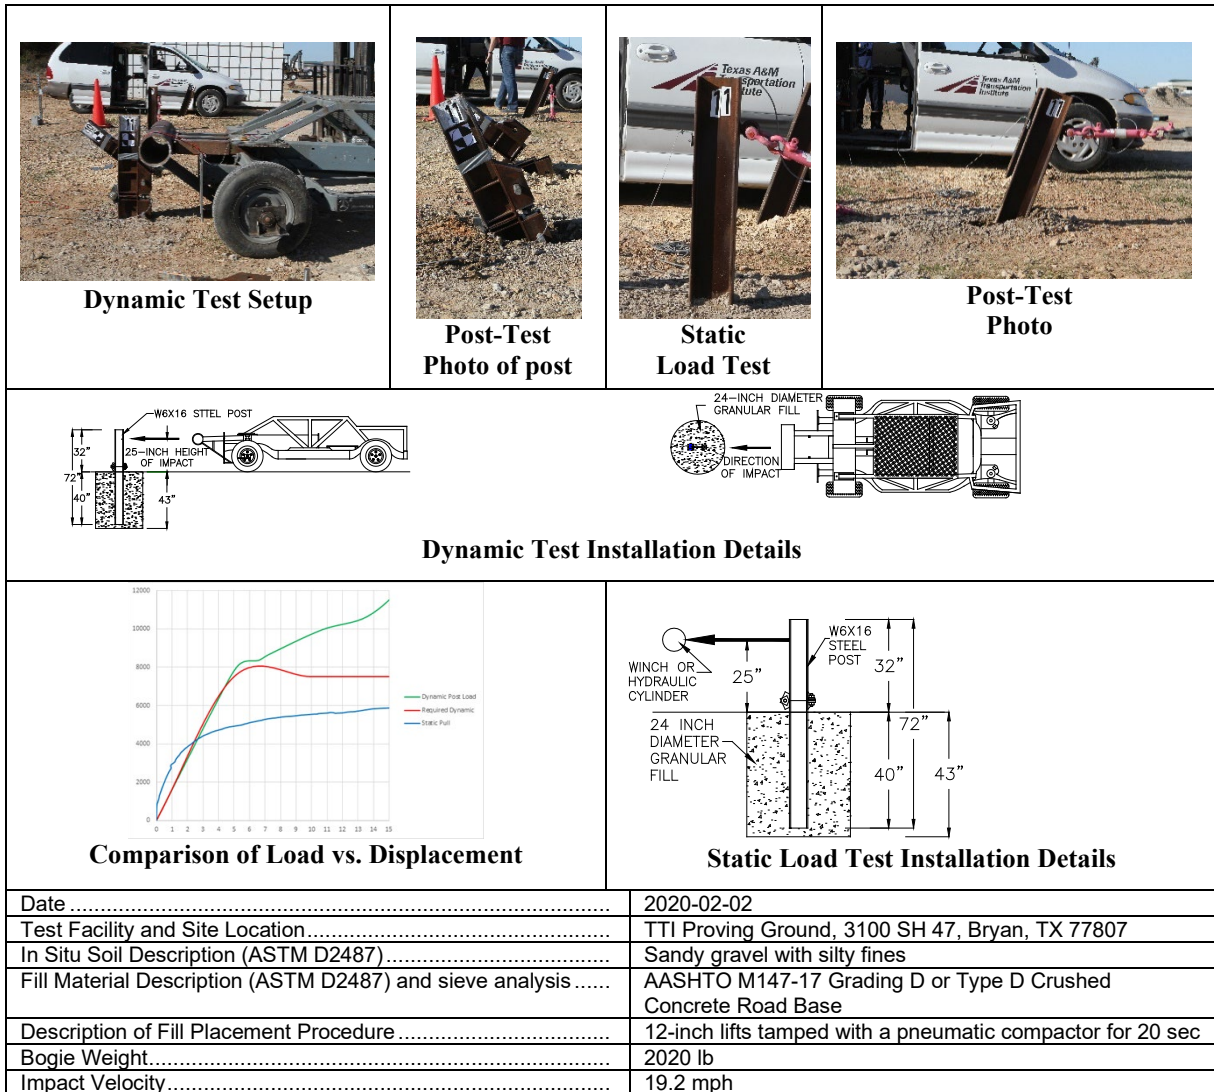 Texas A&M
Transportation
Institute
11
Texas A&M
Transportation
Institute
11
Dynamic Test Setup
Post-Test
Photo of post
Static
Load Test
Post-Test
Photo
W6X16 STTEL POST
32"
25-INCH HEIGHT
OF IMPACT
72"
40"
43"
24-INCH DIAMETER
GRANULAR FILL
DIRECTION
OF IMPACT
Dynamic Test Installation Details
12000
10000
8000
6000
4000
2000
0
0 1 2 3 4 5 6 7 8 9 10 11 12 13 14 15
Dynamic Post Load
Required Dynamic
Static Pull
Comparison of Load vs. Displacement
W6X16
STEEL
POST
WINCH OR
HYDRAULIC
CYLINDER
25"
32"
72"
24 INCH
DIAMETER
GRANULAR
FILL
40"
43"
Static Load Test Installation Details
Date ........ 2020-02-02
Test Facility and Site Location ........ TTI Proving Ground, 3100 SH 47, Bryan, TX 77807
In Situ Soil Description (ASTM D2487) ........ Sandy gravel with silty fines
Fill Material Description (ASTM D2487) and sieve analysis ...... AASHTO M147-17 Grading D or Type D Crushed
Concrete Road Base
Description of Fill Placement Procedure ........ 12-inch lifts tamped with a pneumatic compactor for 20 sec
Bogie Weight ........ 2020 lb
Impact Velocity ........ 19.2 mph